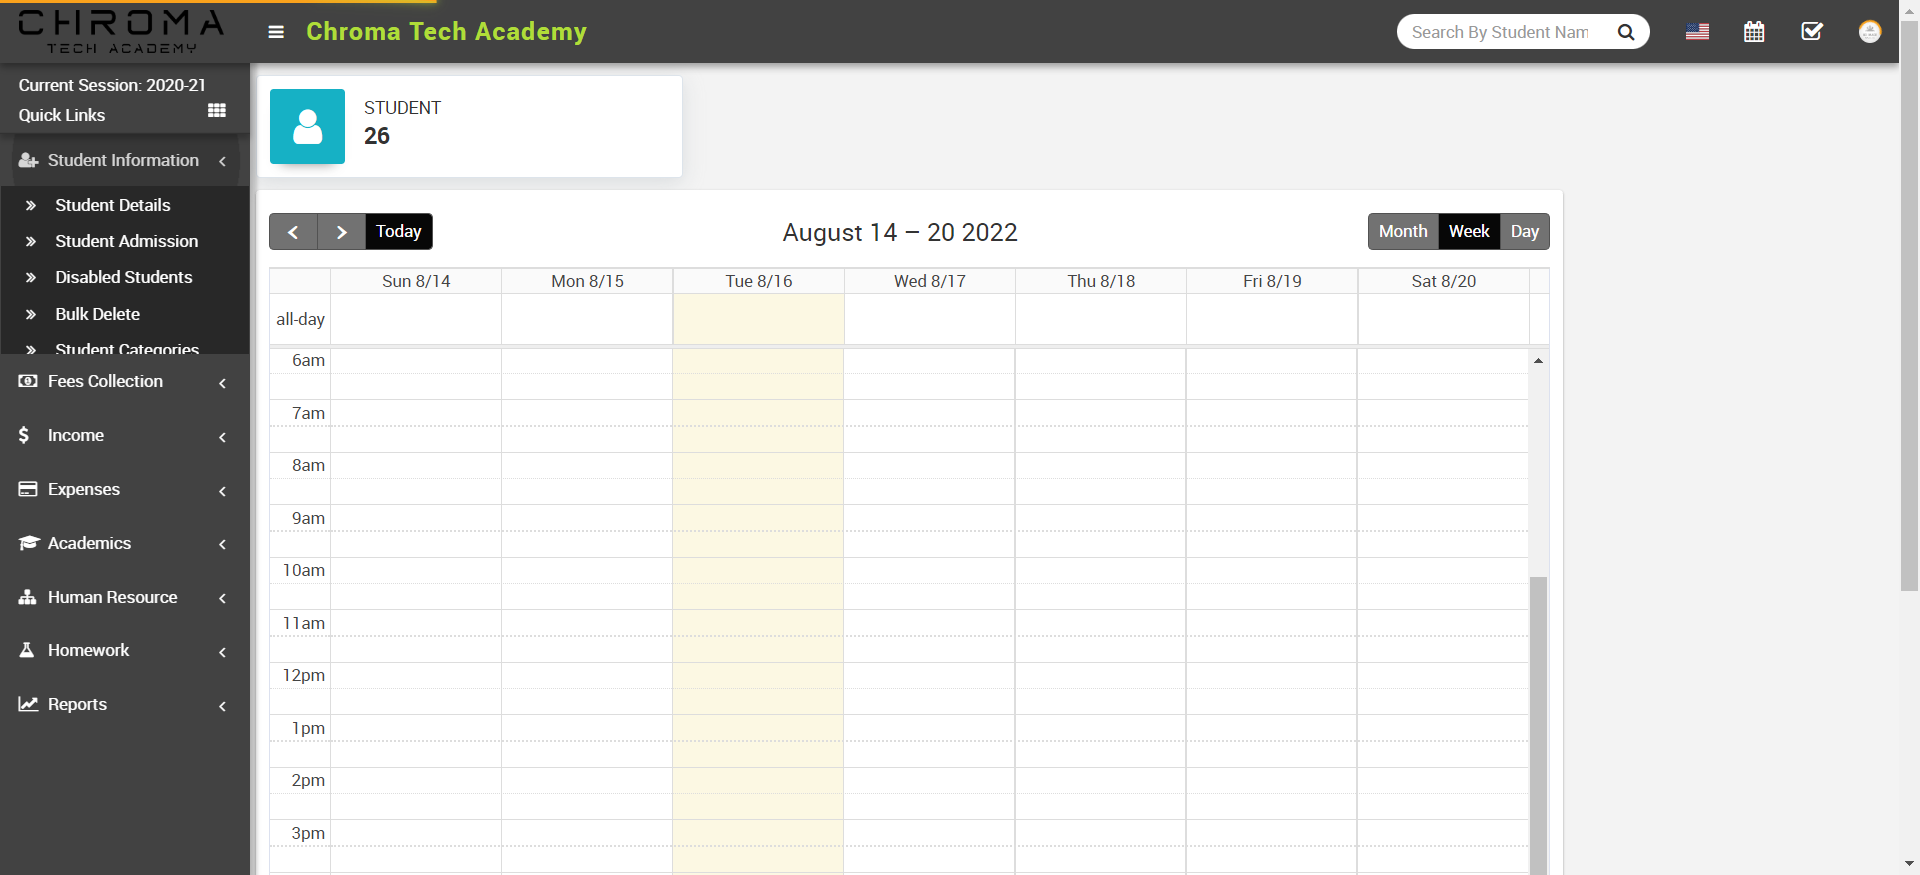 CHROMA
TECH ACADEMY
Chroma Tech Academy
Search By Student Nam
Current Session: 2020-21
Quick Links
Student Information
Student Details
Student Admission
Disabled Students
Bulk Delete
Student Categories
Fees Collection
Income
Expenses
Academics
Human Resource
Homework
Reports
STUDENT
26
Today
August 14 – 20 2022
Month Week Day
Sun 8/14 Mon 8/15 Tue 8/16 Wed 8/17 Thu 8/18 Fri 8/19 Sat 8/20
all-day
6am
7am
8am
9am
10am
11am
12pm
1pm
2pm
3pm